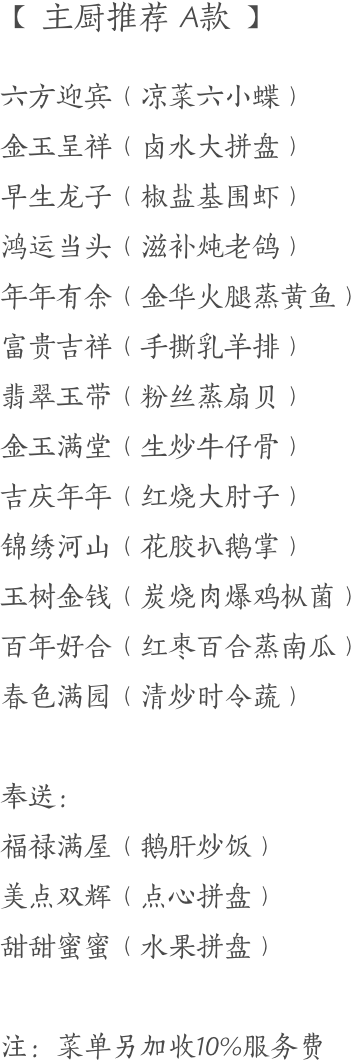 【 主厨推荐 A款 】
六方迎宾（凉菜六小蝶）
金玉呈祥（卤水大拼盘）
早生龙子（椒盐基围虾）
鸿运当头（滋补炖老鸽）
年年有余（金华火腿蒸黄鱼）
富贵吉祥（手撕乳羊排）
翡翠玉带（粉丝蒸扇贝）
金玉满堂（生炒牛仔骨）
吉庆年年（红烧大肘子）
锦绣河山（花胶扒鹅掌）
玉树金钱（炭烧肉爆鸡枞菌）
百年好合（红枣百合蒸南瓜）
春色满园（清炒时令蔬）
奉送：
福禄满屋（鹅肝炒饭）
美点双辉（点心拼盘）
甜甜蜜蜜（水果拼盘）
注：菜单另加收10%服务费